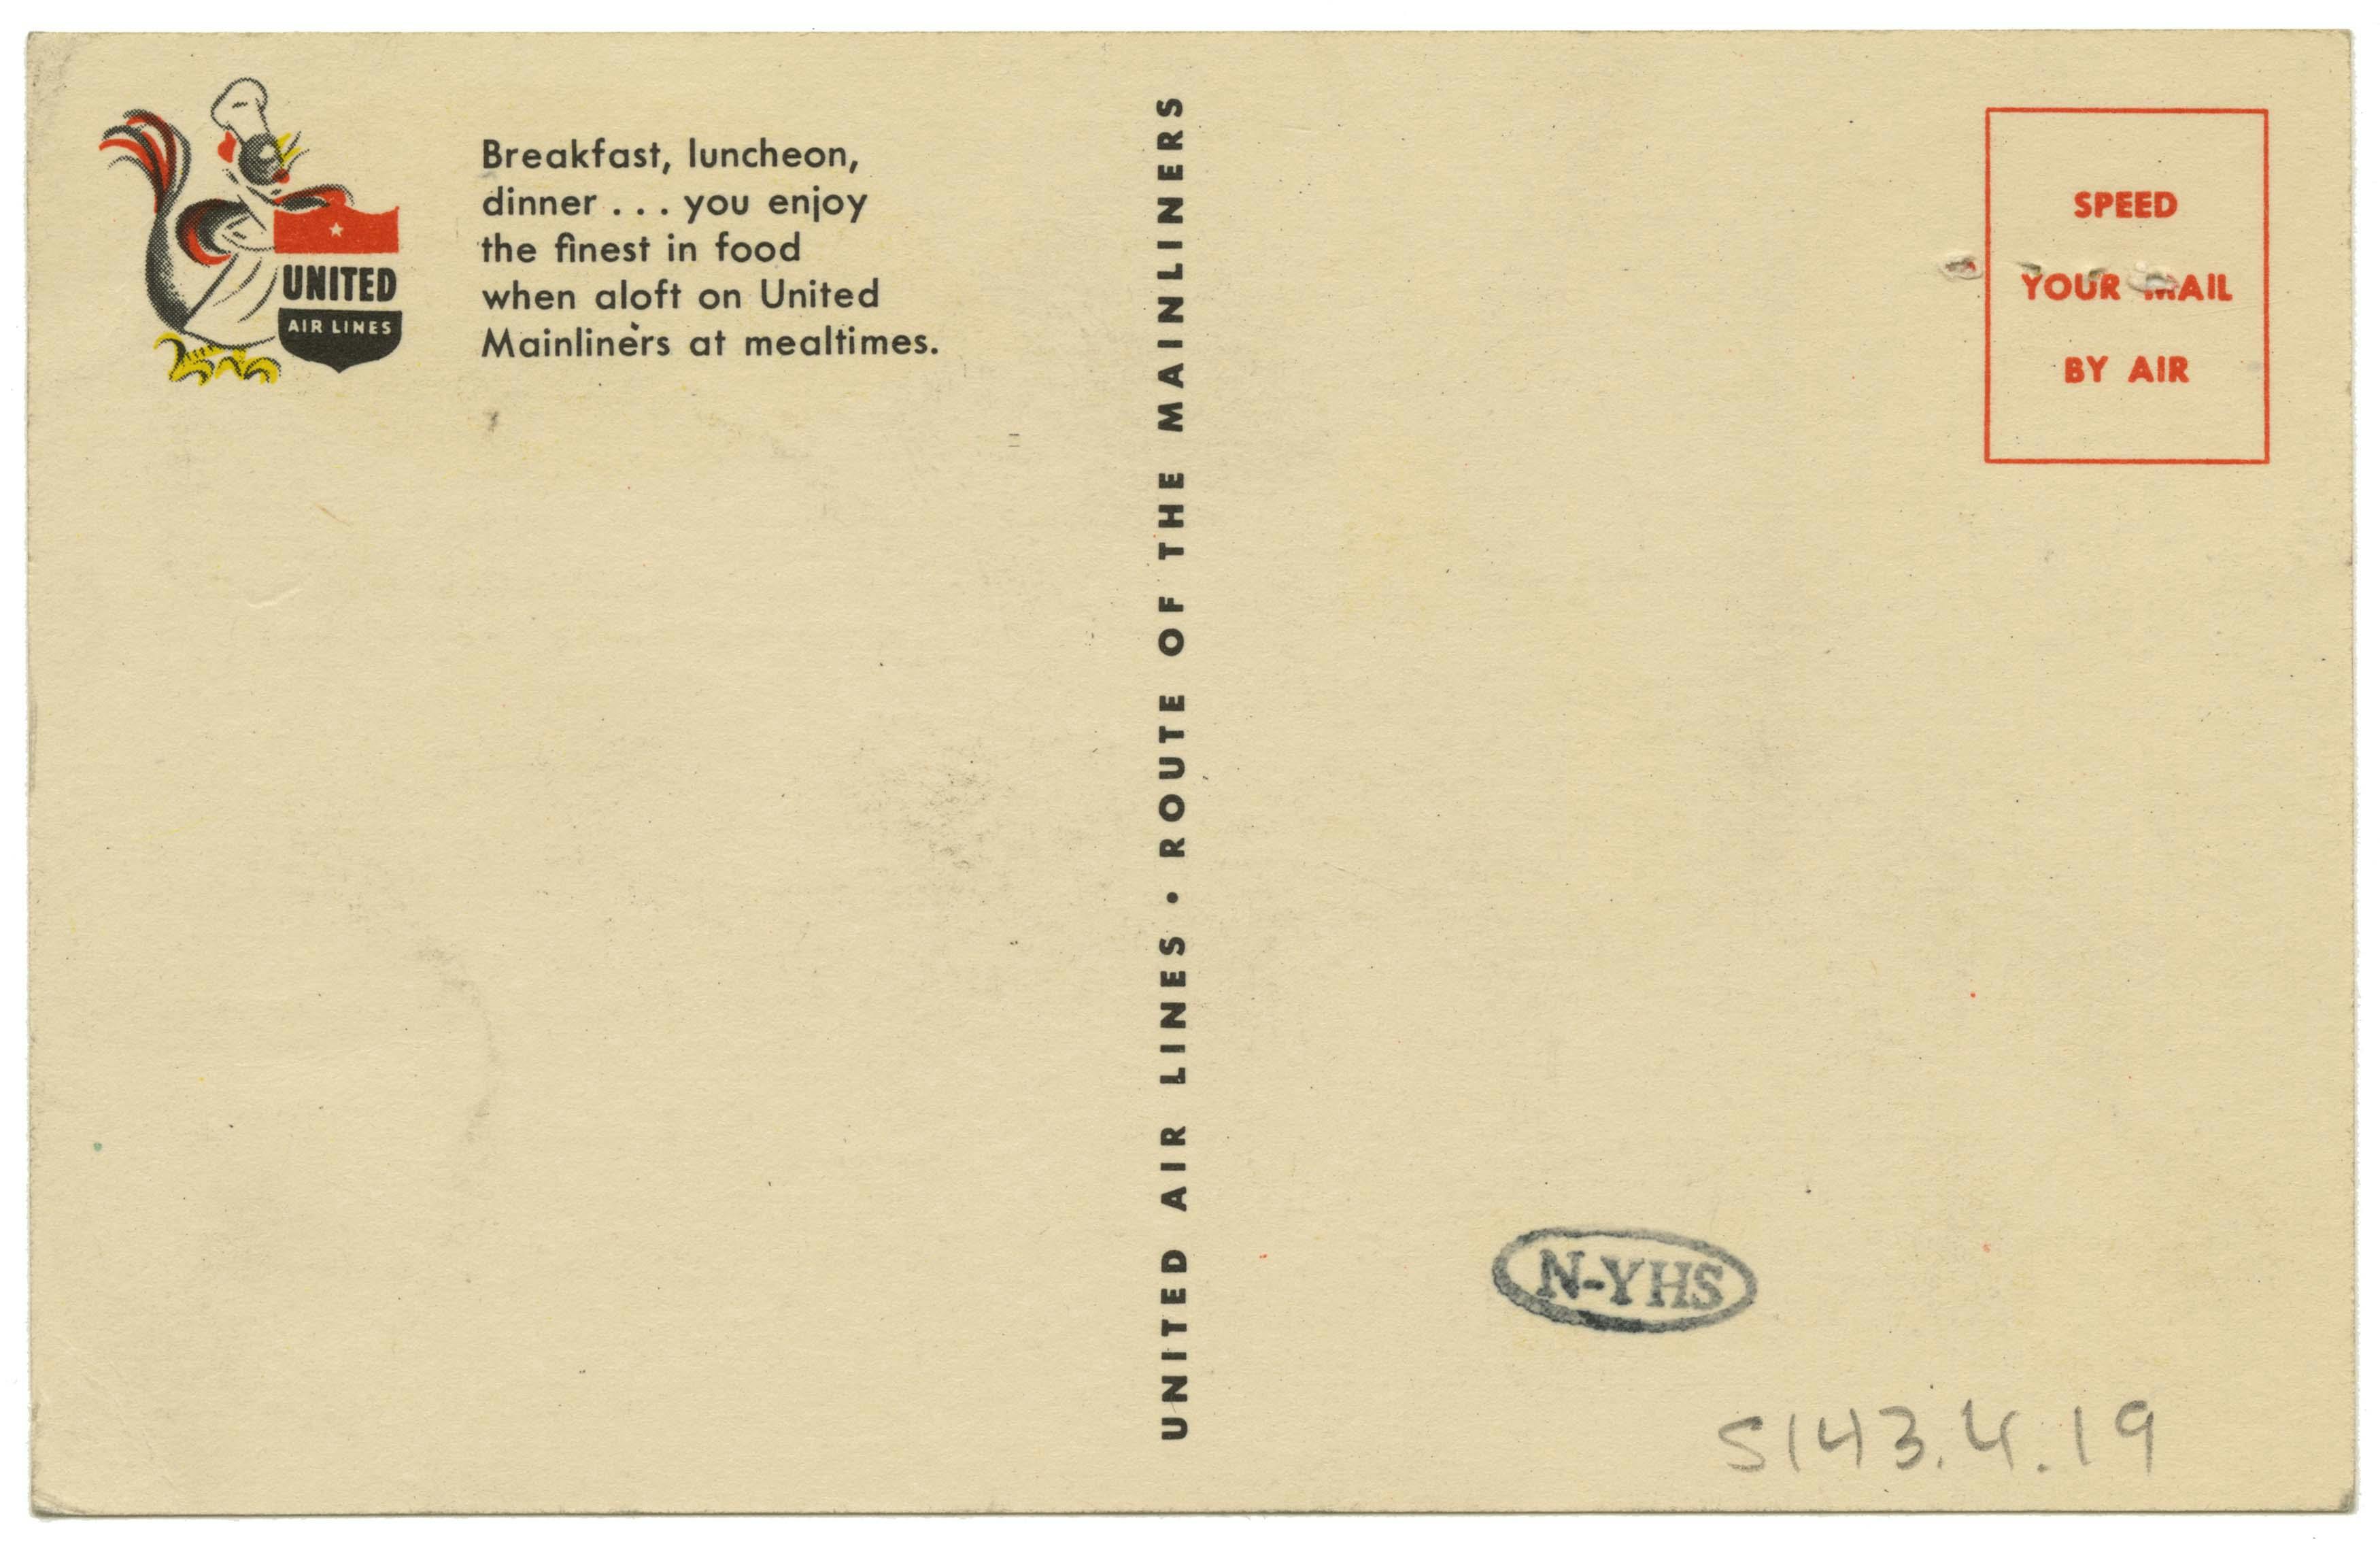 UNITED
AIR LINES
Breakfast, luncheon,
dinner . . . you enjoy
the finest in food
when aloft on United
Mainliners at mealtimes.
UNITED AIR LINES · ROUTE OF THE MAINLINERS
SPEED
YOUR MAIL
BY AIR
N-YHS
S143.4.19